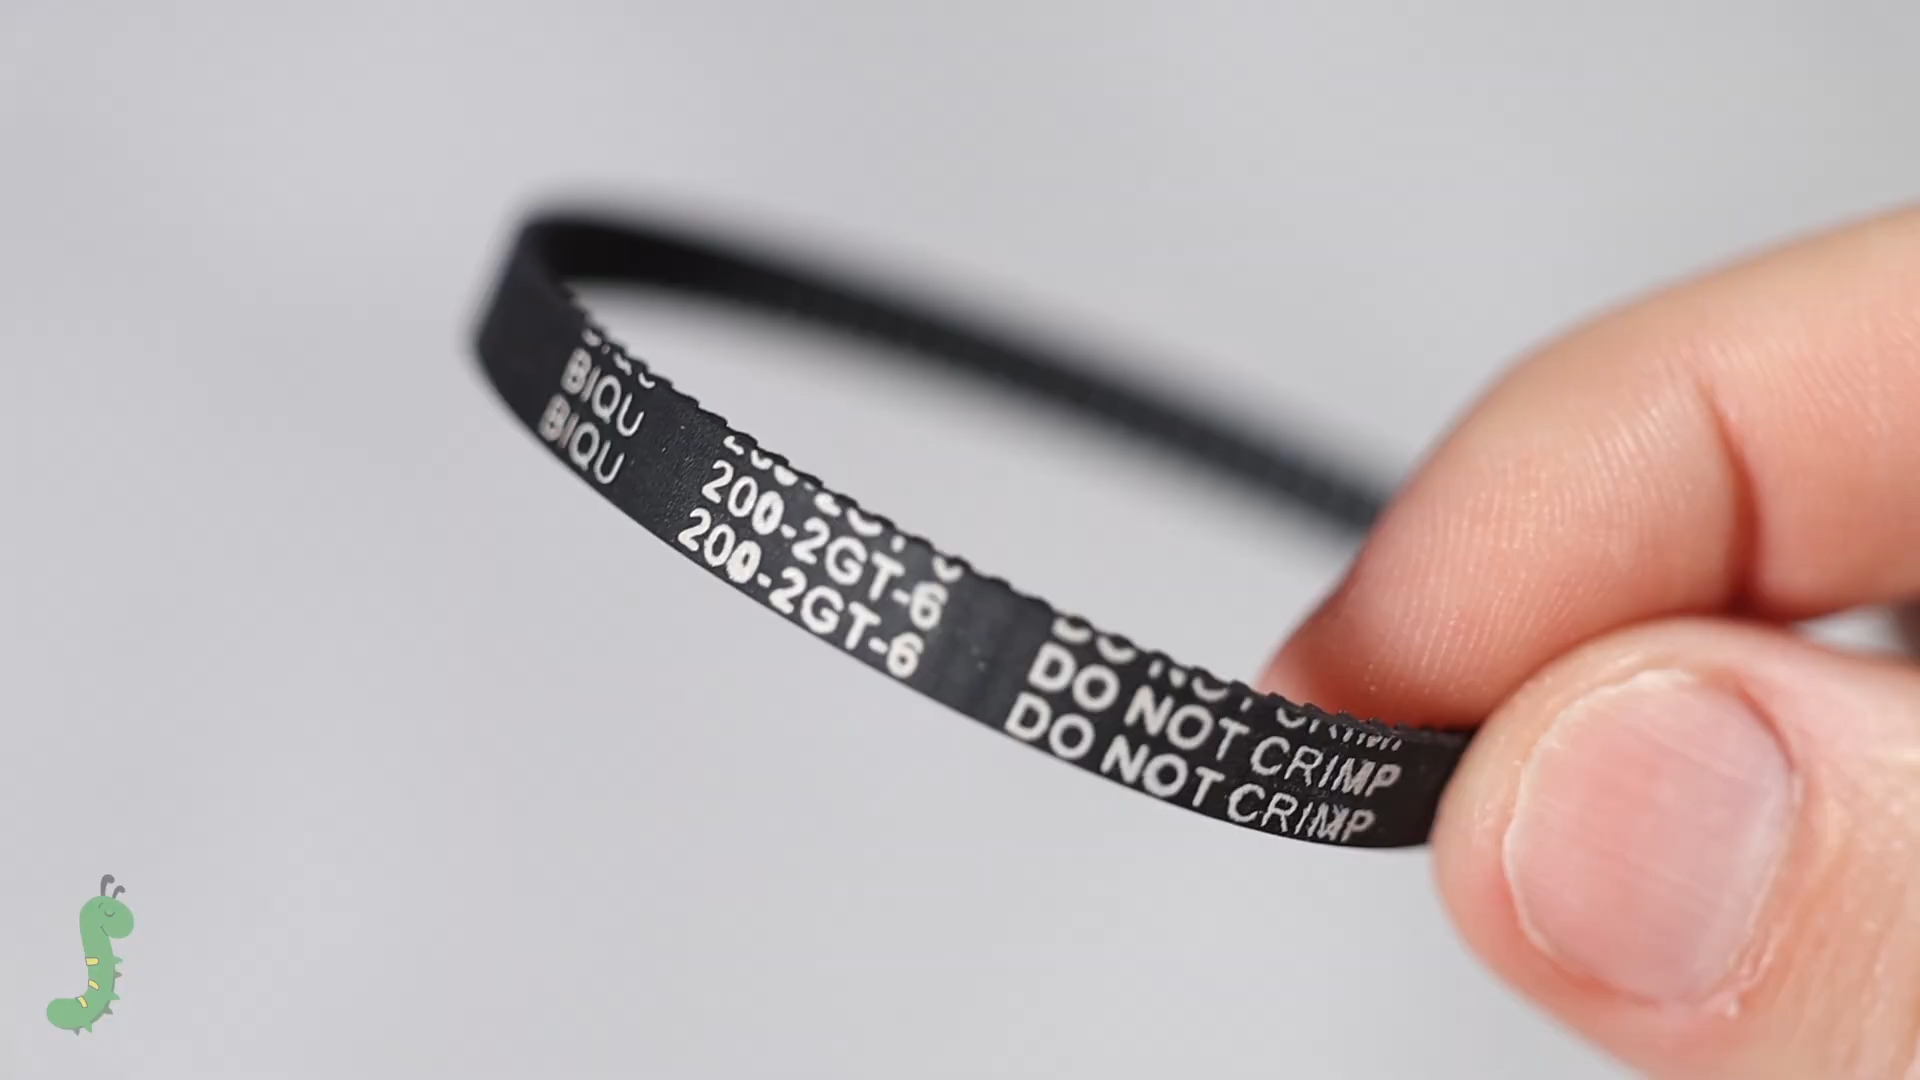 BIQU
BIQU
200-2GT-6
200-2GT-6
DO NOT CRIMP
DO NOT CRIMP